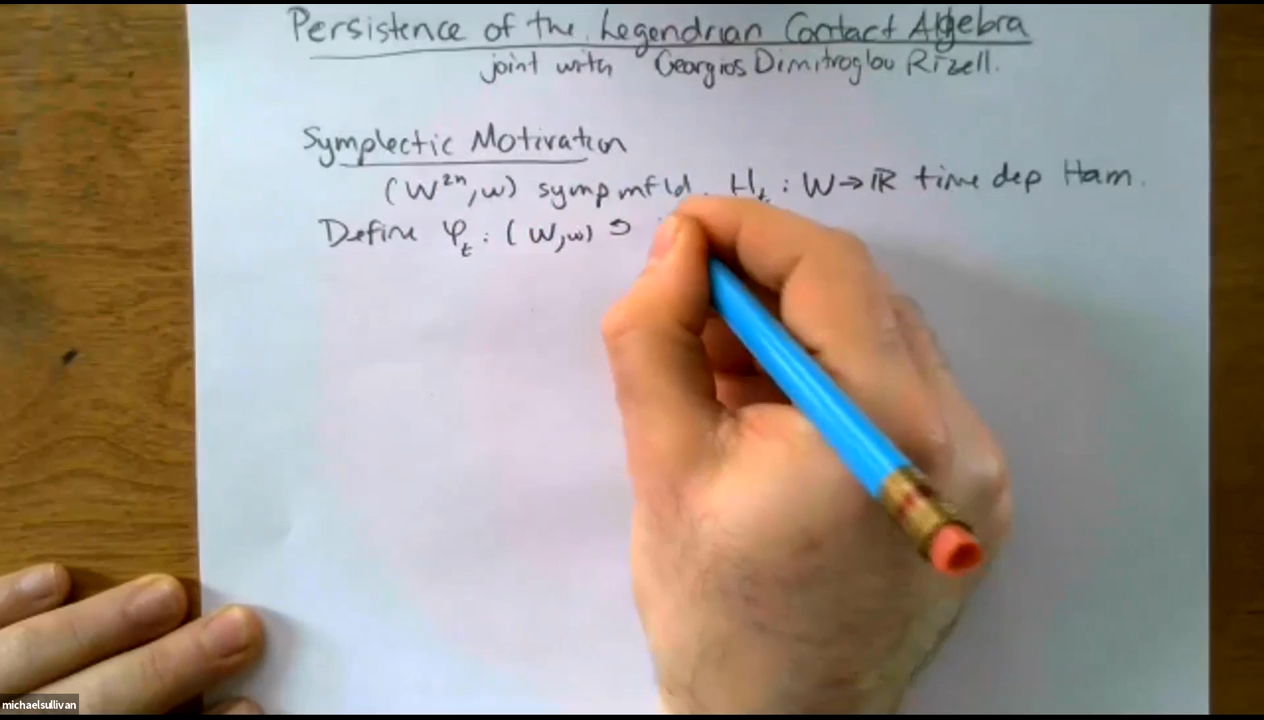 Persistence of the Legendrian Contact Algebra
joint with Georgios Dimitroglou Rizell.
Symplectic Motivation
(W²ⁿ, ω) symp mfld. Hₜ : W → ℝ time dep Ham.
Define φₜ : (W, ω) ↺
michaelsullivan